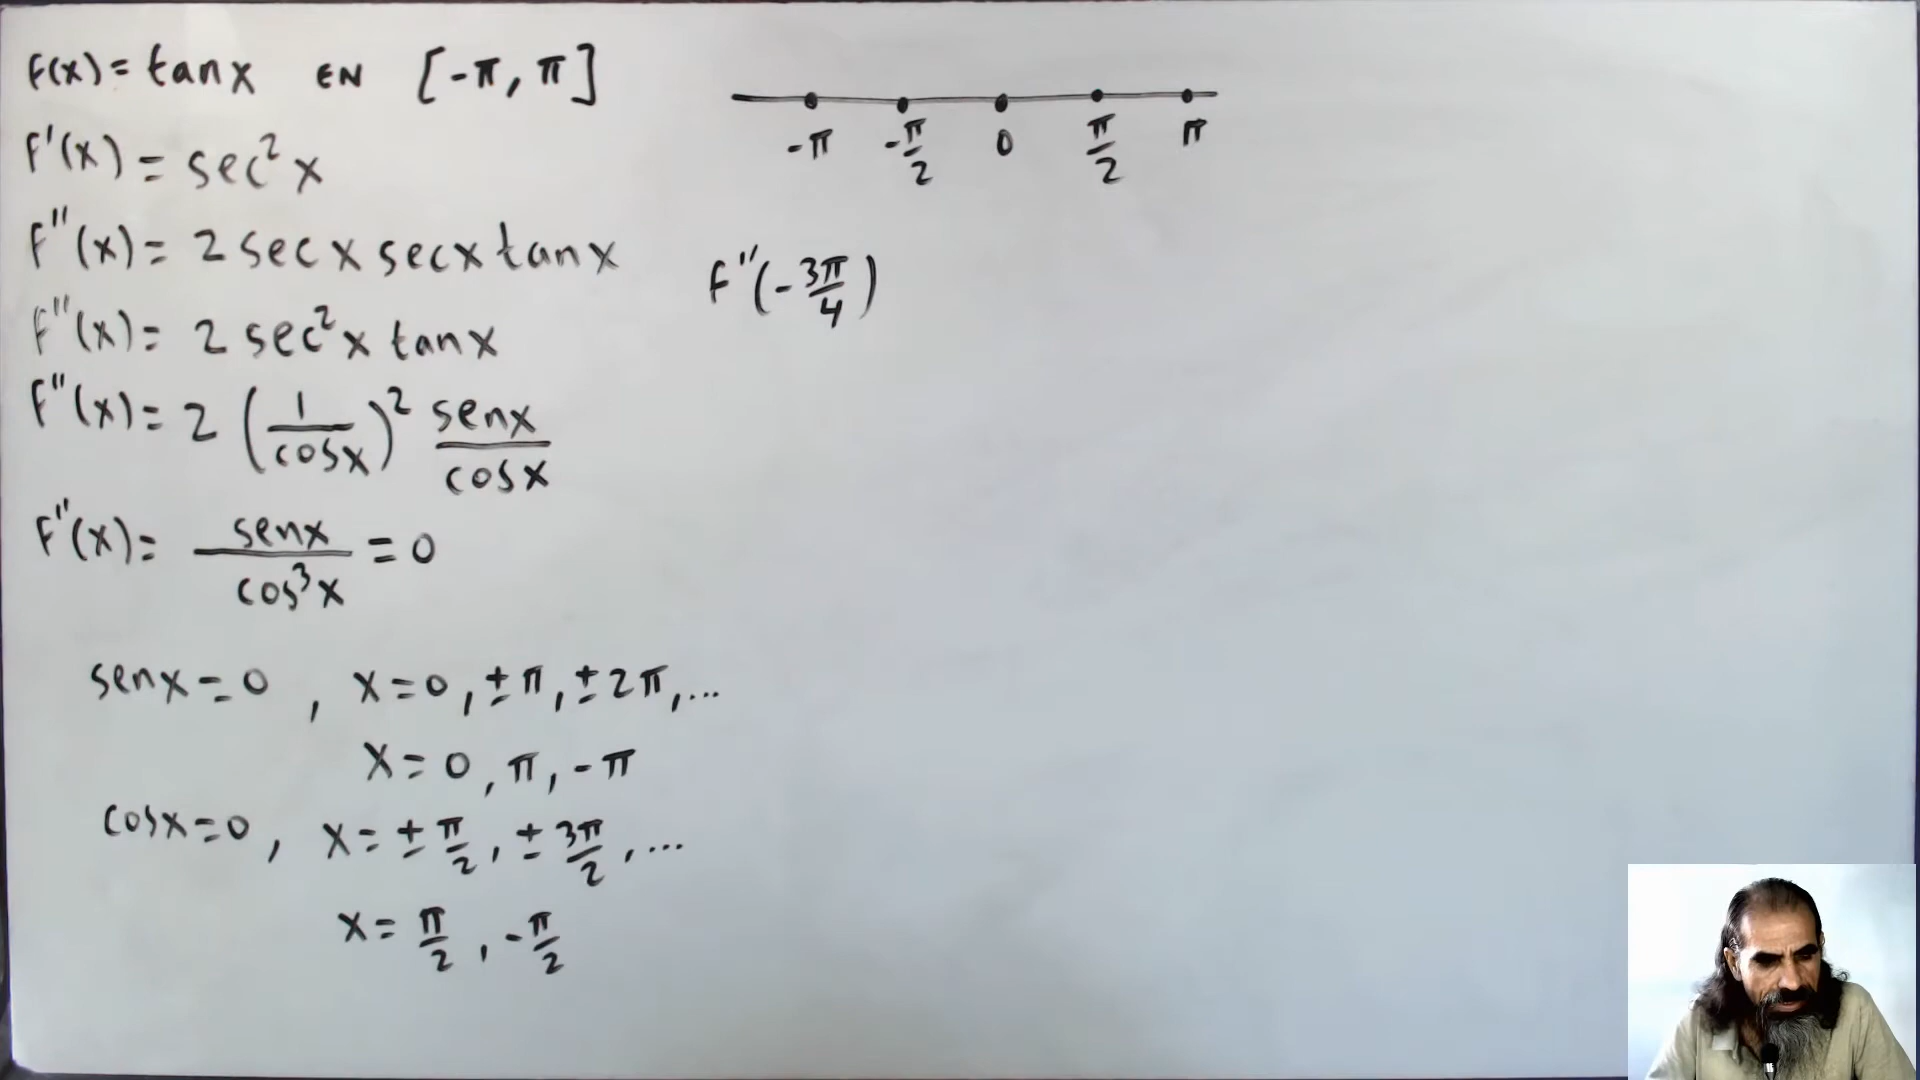 F(x) = tan x EN [-π, π]
F'(x) = sec² x
F''(x) = 2 sec x sec x tan x
F''(x) = 2 sec² x tan x
F''(x) = 2 (1/cos x)² sen x/cos x
F''(x) = sen x/cos³ x = 0
sen x = 0 , x = 0, ± π, ± 2π, ...
x = 0, π, -π
cos x = 0, x = ± π/2, ± 3π/2, ...
x = π/2, -π/2
-π -π/2 0 π/2 π
F''(-3π/4)